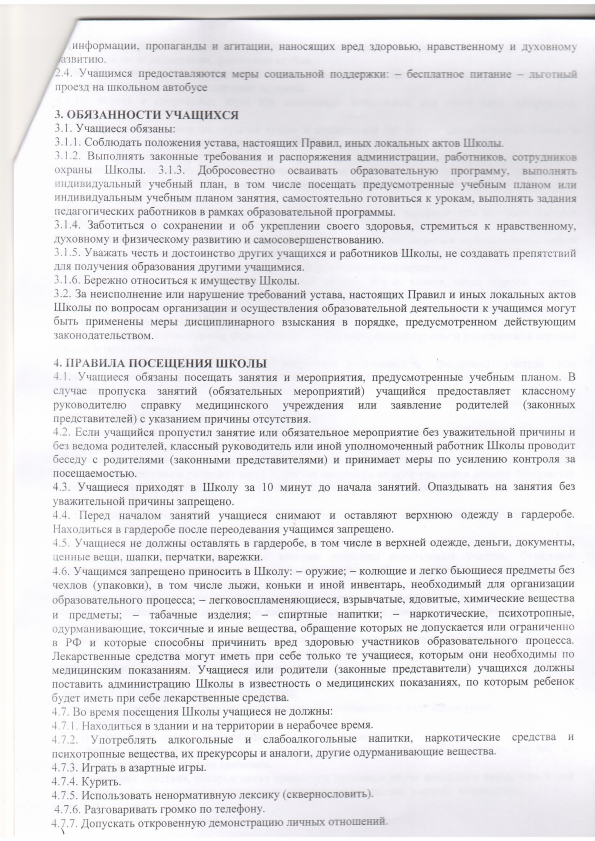 информации, пропаганды и агитации, наносящих вред здоровью, нравственному и духовному
развитию.
2.4. Учащимся предоставляются меры социальной поддержки: – бесплатное питание – льготный
проезд на школьном автобусе
3. ОБЯЗАННОСТИ УЧАЩИХСЯ
3.1. Учащиеся обязаны:
3.1.1. Соблюдать положения устава, настоящих Правил, иных локальных актов Школы.
3.1.2. Выполнять законные требования и распоряжения администрации, работников, сотрудников
охраны Школы. 3.1.3. Добросовестно осваивать образовательную программу, выполнять
индивидуальный учебный план, в том числе посещать предусмотренные учебным планом или
индивидуальным учебным планом занятия, самостоятельно готовиться к урокам, выполнять задания
педагогических работников в рамках образовательной программы.
3.1.4. Заботиться о сохранении и об укреплении своего здоровья, стремиться к нравственному,
духовному и физическому развитию и самосовершенствованию.
3.1.5. Уважать честь и достоинство других учащихся и работников Школы, не создавать препятствий
для получения образования другими учащимися.
3.1.6. Бережно относиться к имуществу Школы.
3.2. За неисполнение или нарушение требований устава, настоящих Правил и иных локальных актов
Школы по вопросам организации и осуществления образовательной деятельности к учащимся могут
быть применены меры дисциплинарного взыскания в порядке, предусмотренном действующим
законодательством.
4. ПРАВИЛА ПОСЕЩЕНИЯ ШКОЛЫ
4.1. Учащиеся обязаны посещать занятия и мероприятия, предусмотренные учебным планом. В
случае пропуска занятий (обязательных мероприятий) учащийся предоставляет классному
руководителю справку медицинского учреждения или заявление родителей (законных
представителей) с указанием причины отсутствия.
4.2. Если учащийся пропустил занятие или обязательное мероприятие без уважительной причины и
без ведома родителей, классный руководитель или иной уполномоченный работник Школы проводит
беседу с родителями (законными представителями) и принимает меры по усилению контроля за
посещаемостью.
4.3. Учащиеся приходят в Школу за 10 минут до начала занятий. Опаздывать на занятия без
уважительной причины запрещено.
4.4. Перед началом занятий учащиеся снимают и оставляют верхнюю одежду в гардеробе.
Находиться в гардеробе после переодевания учащимся запрещено.
4.5. Учащиеся не должны оставлять в гардеробе, в том числе в верхней одежде, деньги, документы,
ценные вещи, шапки, перчатки, варежки.
4.6. Учащимся запрещено приносить в Школу: – оружие; – колющие и легко бьющиеся предметы без
чехлов (упаковки), в том числе лыжи, коньки и иной инвентарь, необходимый для организации
образовательного процесса; – легковоспламеняющиеся, взрывчатые, ядовитые, химические вещества
и предметы; – табачные изделия; – спиртные напитки; – наркотические, психотропные,
одурманивающие, токсичные и иные вещества, обращение которых не допускается или ограничено
в РФ и которые способны причинить вред здоровью участников образовательного процесса.
Лекарственные средства могут иметь при себе только те учащиеся, которым они необходимы по
медицинским показаниям. Учащиеся или родители (законные представители) учащихся должны
поставить администрацию Школы в известность о медицинских показаниях, по которым ребенок
будет иметь при себе лекарственные средства.
4.7. Во время посещения Школы учащиеся не должны:
4.7.1. Находиться в здании и на территории в нерабочее время.
4.7.2. Употреблять алкогольные и слабоалкогольные напитки, наркотические средства и
психотропные вещества, их прекурсоры и аналоги, другие одурманивающие вещества.
4.7.3. Играть в азартные игры.
4.7.4. Курить.
4.7.5. Использовать ненормативную лексику (сквернословить).
4.7.6. Разговаривать громко по телефону.
4.7.7. Допускать откровенную демонстрацию личных отношений.